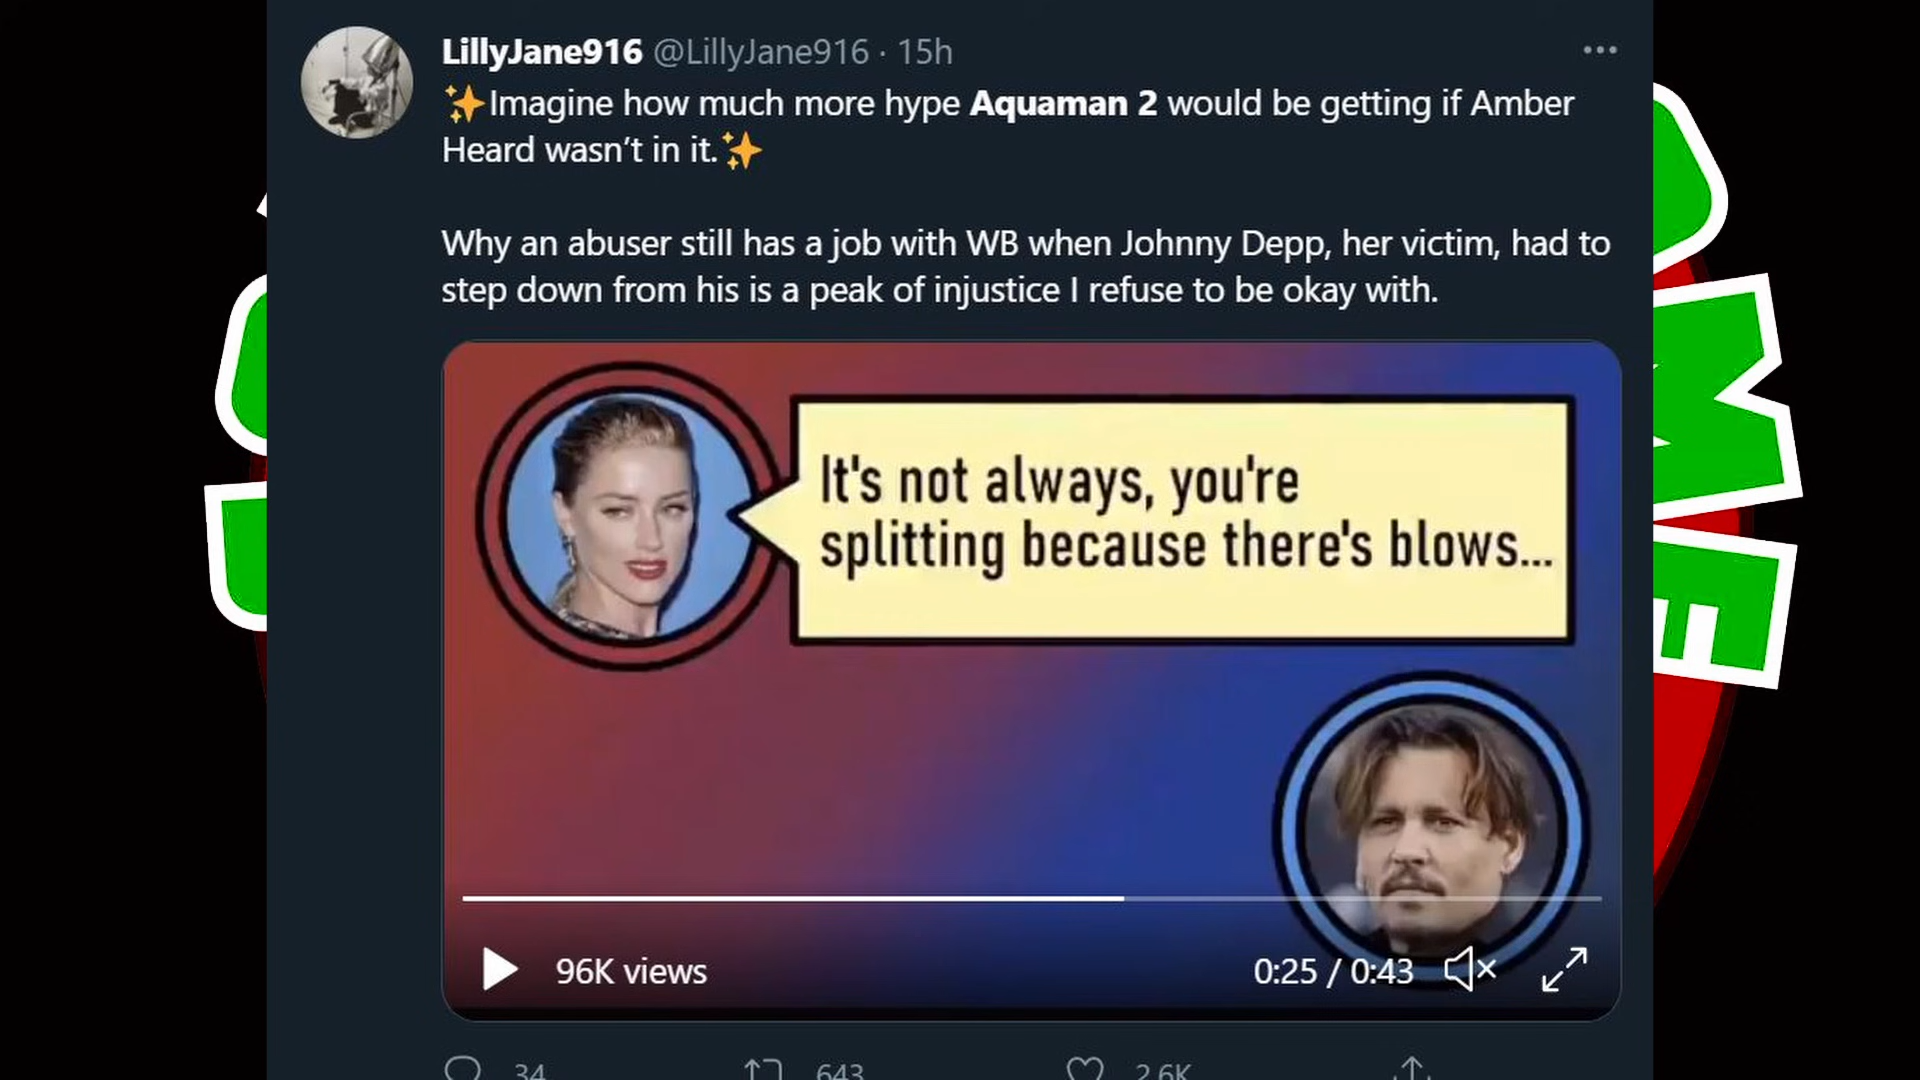 LillyJane916 @LillyJane916 · 15h
✨Imagine how much more hype Aquaman 2 would be getting if Amber
Heard wasn't in it.✨
Why an abuser still has a job with WB when Johnny Depp, her victim, had to
step down from his is a peak of injustice I refuse to be okay with.
It's not always, you're
splitting because there's blows...
96K views
0:25 / 0:43
34
643
2.6K